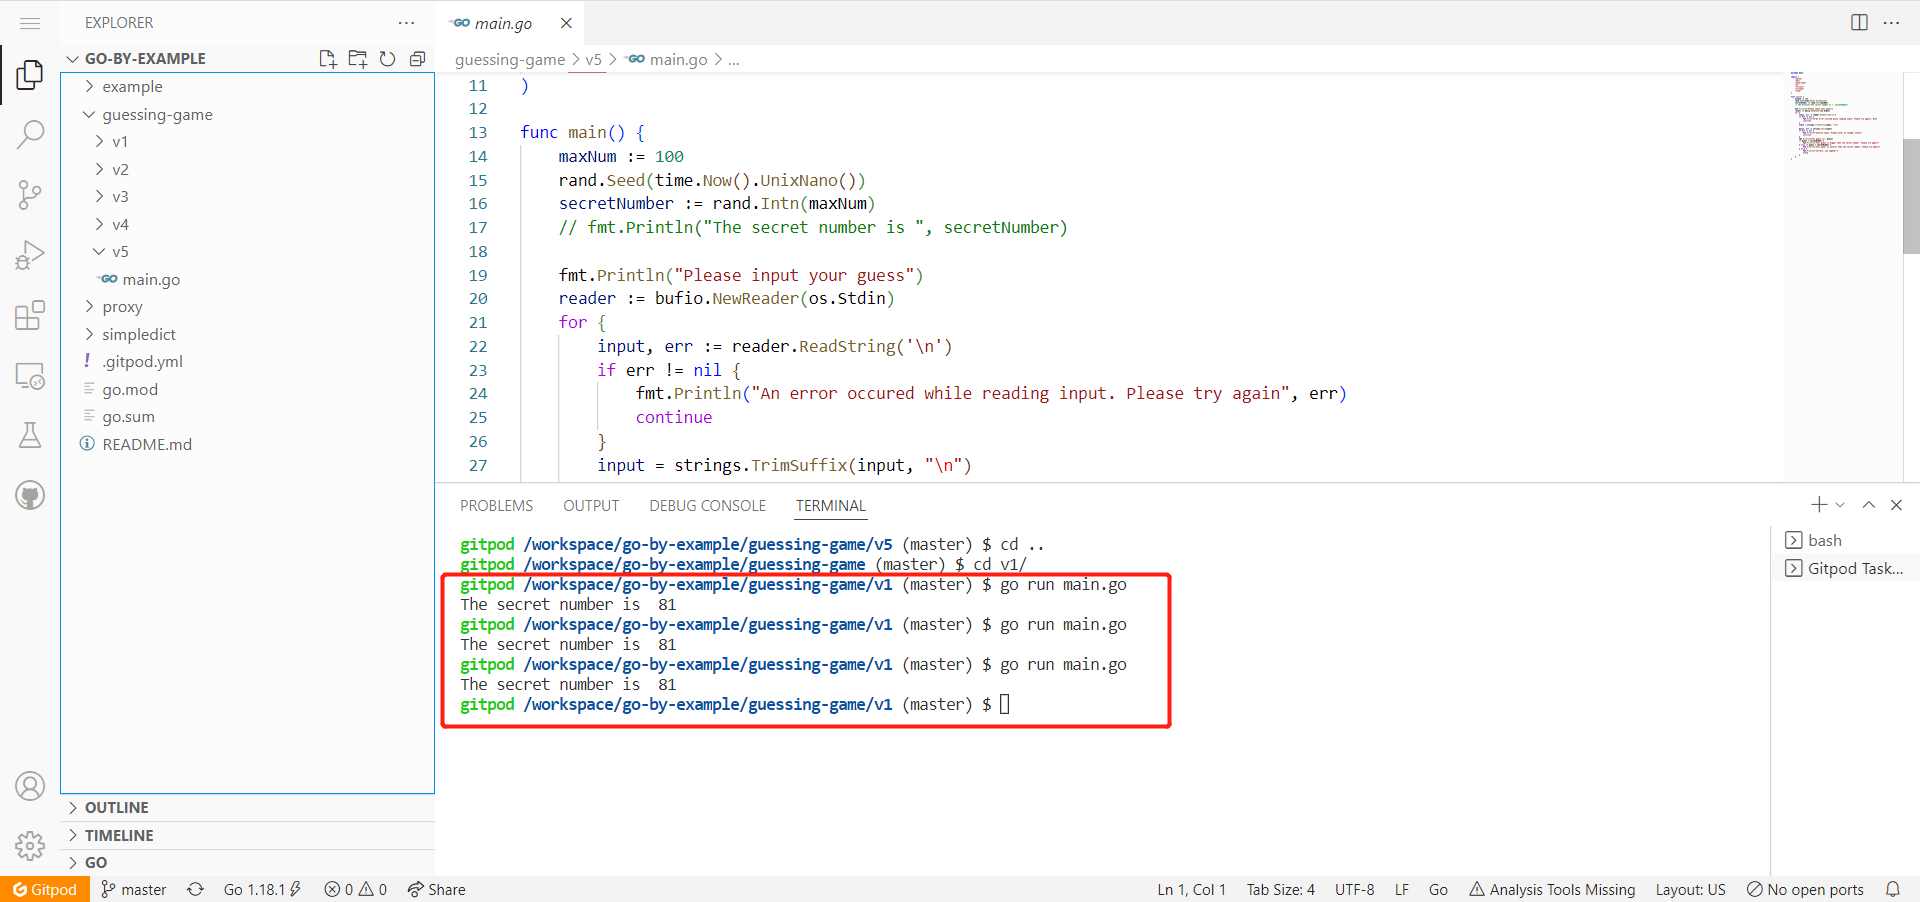 EXPLORER
GO-BY-EXAMPLE
example
guessing-game
v1
v2
v3
v4
v5
GO main.go
proxy
simpledict
! .gitpod.yml
go.mod
go.sum
README.md
OUTLINE
TIMELINE
GO
GO main.go
guessing-game > v5 > GO main.go > ...
11 )
12
13 func main() {
14 maxNum := 100
15 rand.Seed(time.Now().UnixNano())
16 secretNumber := rand.Intn(maxNum)
17 // fmt.Println("The secret number is ", secretNumber)
18
19 fmt.Println("Please input your guess")
20 reader := bufio.NewReader(os.Stdin)
21 for {
22 input, err := reader.ReadString('\n')
23 if err != nil {
24 fmt.Println("An error occured while reading input. Please try again", err)
25 continue
26 }
27 input = strings.TrimSuffix(input, "\n")
PROBLEMS OUTPUT DEBUG CONSOLE TERMINAL
gitpod /workspace/go-by-example/guessing-game/v5 (master) $ cd ..
gitpod /workspace/go-by-example/guessing-game (master) $ cd v1/
gitpod /workspace/go-by-example/guessing-game/v1 (master) $ go run main.go
The secret number is  81
gitpod /workspace/go-by-example/guessing-game/v1 (master) $ go run main.go
The secret number is  81
gitpod /workspace/go-by-example/guessing-game/v1 (master) $ go run main.go
The secret number is  81
gitpod /workspace/go-by-example/guessing-game/v1 (master) $
bash
Gitpod Task...
Gitpod master Go 1.18.1 0 0 Share Ln 1, Col 1 Tab Size: 4 UTF-8 LF Go Analysis Tools Missing Layout: US No open ports